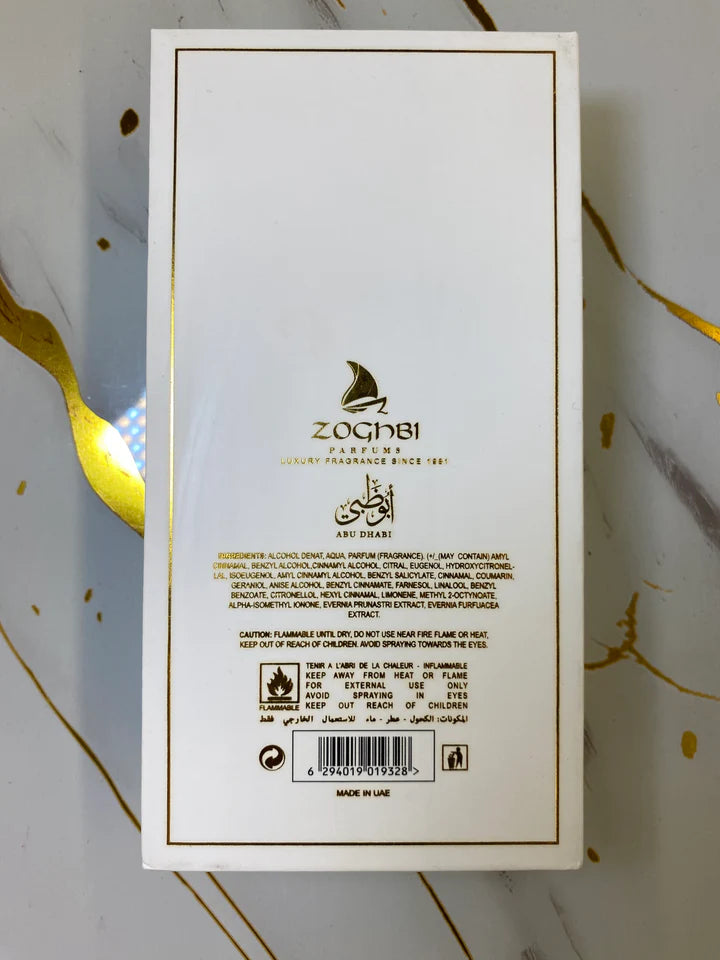 ZOGHBI
PARFUMS
LUXURY FRAGRANCE SINCE 1991
أبوظبي
ABU DHABI
INGREDIENTS: ALCOHOL DENAT, AQUA, PARFUM (FRAGRANCE). (+/_(MAY CONTAIN) AMYL
CINNAMAL, BENZYL ALCOHOL,CINNAMYL ALCOHOL, CITRAL, EUGENOL, HYDROXYCITRONEL-
LAL, ISOEUGENOL, AMYL CINNAMYL ALCOHOL, BENZYL SALICYLATE, CINNAMAL, COUMARIN,
GERANIOL, ANISE ALCOHOL, BENZYL CINNAMATE, FARNESOL, LINALOOL, BENZYL
BENZOATE, CITRONELLOL, HEXYL CINNAMAL, LIMONENE, METHYL 2-OCTYNOATE,
ALPHA-ISOMETHYL IONONE, EVERNIA PRUNASTRI EXTRACT, EVERNIA FURFUACEA
EXTRACT.
CAUTION: FLAMMABLE UNTIL DRY, DO NOT USE NEAR FIRE FLAME OR HEAT,
KEEP OUT OF REACH OF CHILDREN. AVOID SPRAYING TOWARDS THE EYES.
TENIR A L'ABRI DE LA CHALEUR - INFLAMMABLE
KEEP AWAY FROM HEAT OR FLAME
FOR EXTERNAL USE ONLY
AVOID SPRAYING IN EYES
KEEP OUT REACH OF CHILDREN
FLAMMABLE
المكونات: الكحول - عطر - ماء للاستعمال الخارجي فقط
6 294019 019328 >
MADE IN UAE